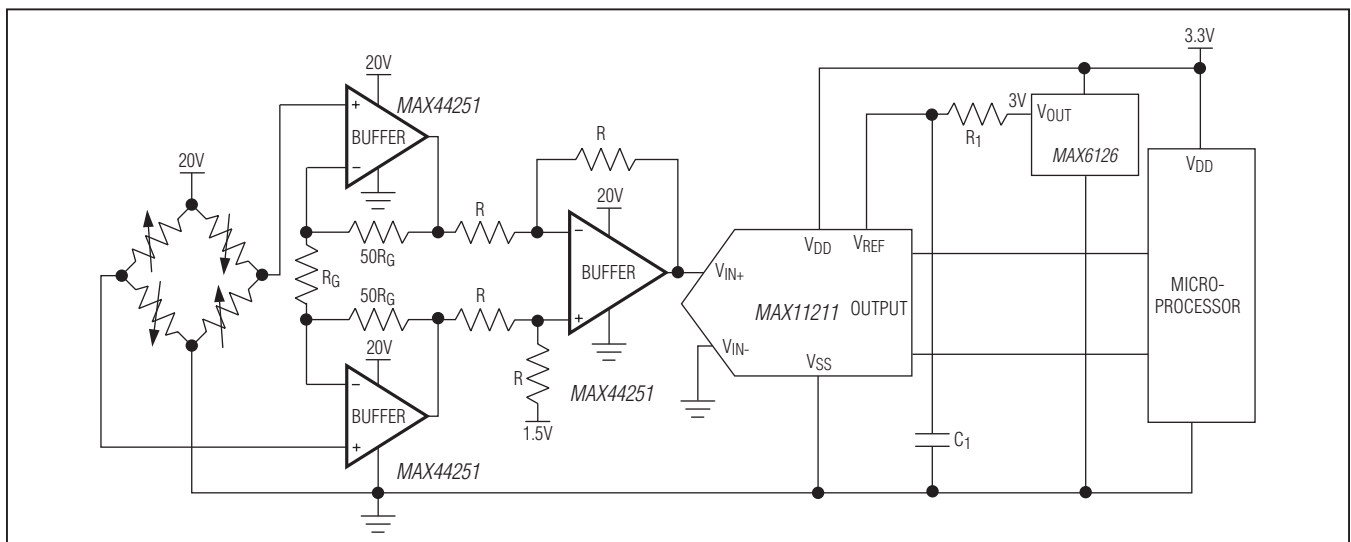 3.3V
20V
MAX44251
BUFFER
+
−
20V
50RG
RG
50RG
R
R
R
R
1.5V
20V
BUFFER
−
+
MAX44251
20V
BUFFER
−
+
MAX44251
VIN+
VIN-
VDD
VREF
MAX11211
OUTPUT
VSS
R1
3V
VOUT
MAX6126
C1
VDD
MICRO-
PROCESSOR